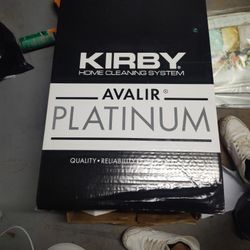 KIRBY®
HOME CLEANING SYSTEM
AVALIR®
PLATINUM
QUALITY • RELIABILITY